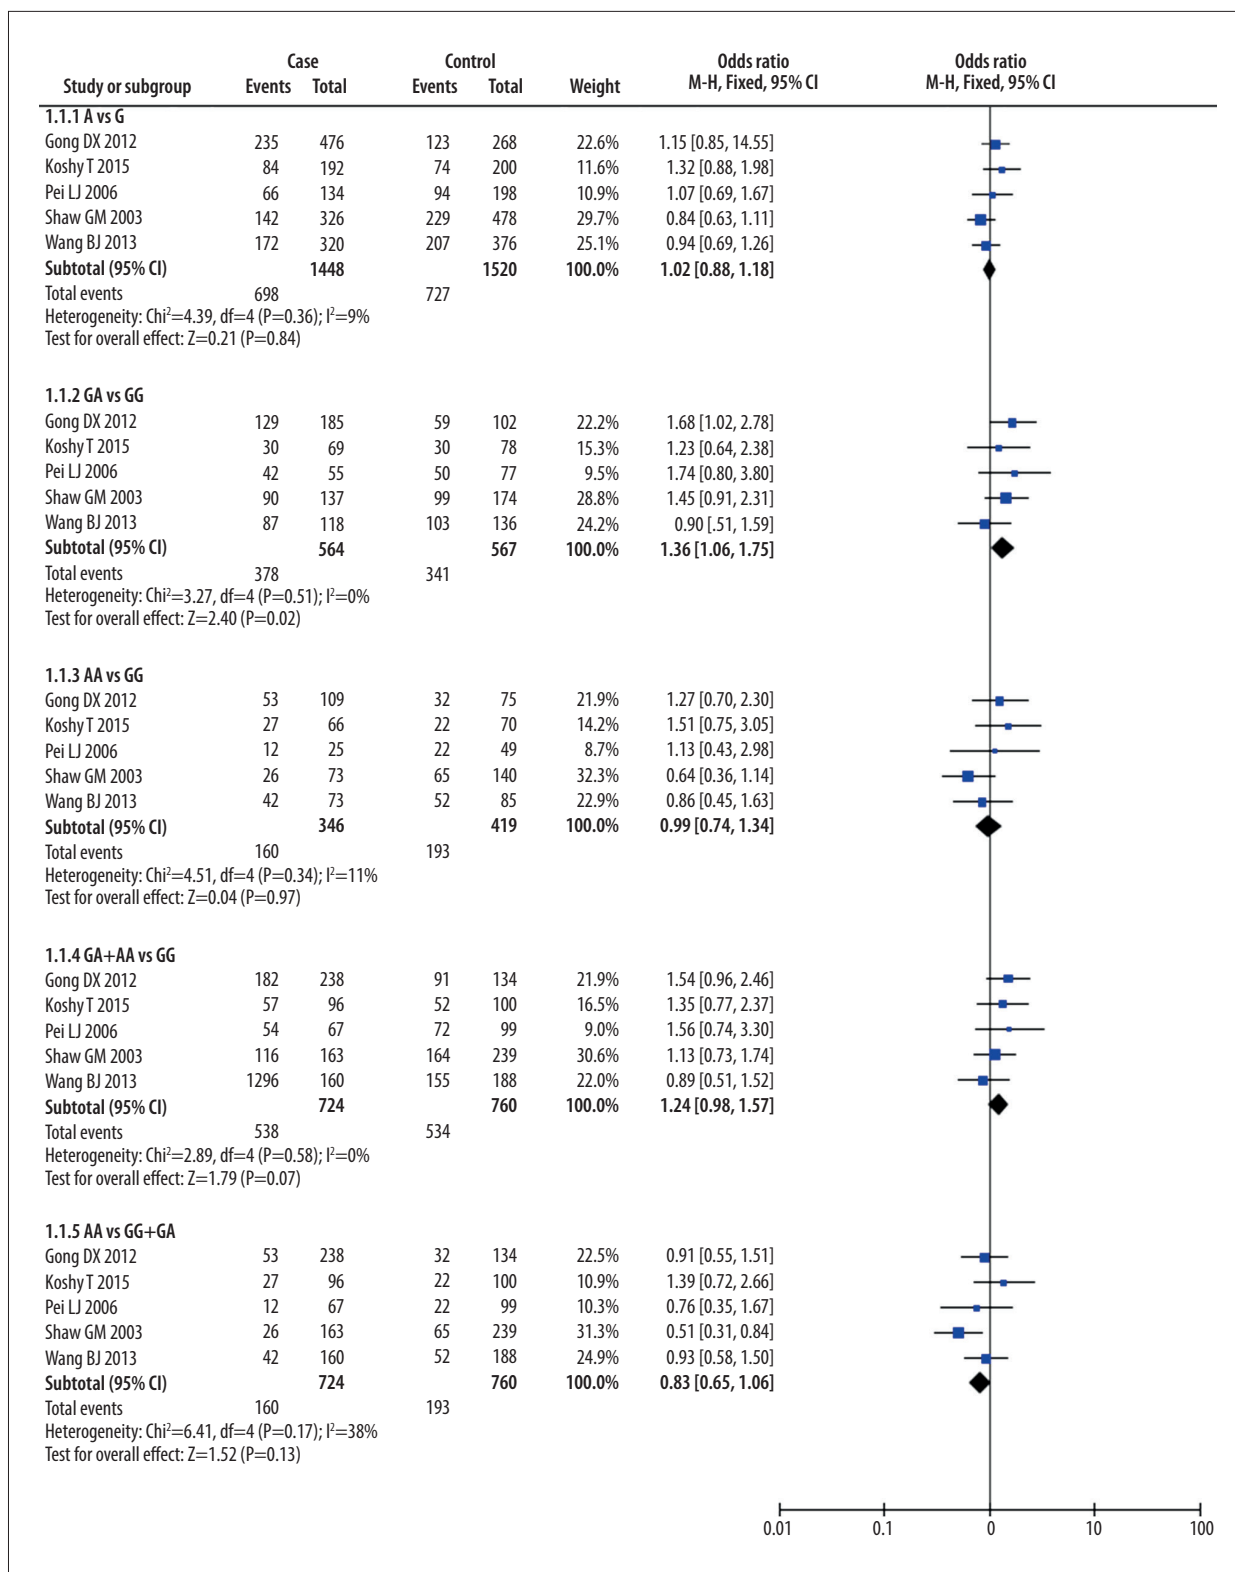 Case Control Odds ratio Odds ratio
Study or subgroup Events Total Events Total Weight M-H, Fixed, 95% CI M-H, Fixed, 95% CI
1.1.1 A vs G
Gong DX 2012 235 476 123 268 22.6% 1.15 [0.85, 14.55]
Koshy T 2015 84 192 74 200 11.6% 1.32 [0.88, 1.98]
Pei LJ 2006 66 134 94 198 10.9% 1.07 [0.69, 1.67]
Shaw GM 2003 142 326 229 478 29.7% 0.84 [0.63, 1.11]
Wang BJ 2013 172 320 207 376 25.1% 0.94 [0.69, 1.26]
Subtotal (95% CI) 1448 1520 100.0% 1.02 [0.88, 1.18]
Total events 698 727
Heterogeneity: Chi²=4.39, df=4 (P=0.36); I²=9%
Test for overall effect: Z=0.21 (P=0.84)
1.1.2 GA vs GG
Gong DX 2012 129 185 59 102 22.2% 1.68 [1.02, 2.78]
Koshy T 2015 30 69 30 78 15.3% 1.23 [0.64, 2.38]
Pei LJ 2006 42 55 50 77 9.5% 1.74 [0.80, 3.80]
Shaw GM 2003 90 137 99 174 28.8% 1.45 [0.91, 2.31]
Wang BJ 2013 87 118 103 136 24.2% 0.90 [.51, 1.59]
Subtotal (95% CI) 564 567 100.0% 1.36 [1.06, 1.75]
Total events 378 341
Heterogeneity: Chi²=3.27, df=4 (P=0.51); I²=0%
Test for overall effect: Z=2.40 (P=0.02)
1.1.3 AA vs GG
Gong DX 2012 53 109 32 75 21.9% 1.27 [0.70, 2.30]
Koshy T 2015 27 66 22 70 14.2% 1.51 [0.75, 3.05]
Pei LJ 2006 12 25 22 49 8.7% 1.13 [0.43, 2.98]
Shaw GM 2003 26 73 65 140 32.3% 0.64 [0.36, 1.14]
Wang BJ 2013 42 73 52 85 22.9% 0.86 [0.45, 1.63]
Subtotal (95% CI) 346 419 100.0% 0.99 [0.74, 1.34]
Total events 160 193
Heterogeneity: Chi²=4.51, df=4 (P=0.34); I²=11%
Test for overall effect: Z=0.04 (P=0.97)
1.1.4 GA+AA vs GG
Gong DX 2012 182 238 91 134 21.9% 1.54 [0.96, 2.46]
Koshy T 2015 57 96 52 100 16.5% 1.35 [0.77, 2.37]
Pei LJ 2006 54 67 72 99 9.0% 1.56 [0.74, 3.30]
Shaw GM 2003 116 163 164 239 30.6% 1.13 [0.73, 1.74]
Wang BJ 2013 1296 160 155 188 22.0% 0.89 [0.51, 1.52]
Subtotal (95% CI) 724 760 100.0% 1.24 [0.98, 1.57]
Total events 538 534
Heterogeneity: Chi²=2.89, df=4 (P=0.58); I²=0%
Test for overall effect: Z=1.79 (P=0.07)
1.1.5 AA vs GG+GA
Gong DX 2012 53 238 32 134 22.5% 0.91 [0.55, 1.51]
Koshy T 2015 27 96 22 100 10.9% 1.39 [0.72, 2.66]
Pei LJ 2006 12 67 22 99 10.3% 0.76 [0.35, 1.67]
Shaw GM 2003 26 163 65 239 31.3% 0.51 [0.31, 0.84]
Wang BJ 2013 42 160 52 188 24.9% 0.93 [0.58, 1.50]
Subtotal (95% CI) 724 760 100.0% 0.83 [0.65, 1.06]
Total events 160 193
Heterogeneity: Chi²=6.41, df=4 (P=0.17); I²=38%
Test for overall effect: Z=1.52 (P=0.13)
0.01 0.1 0 10 100